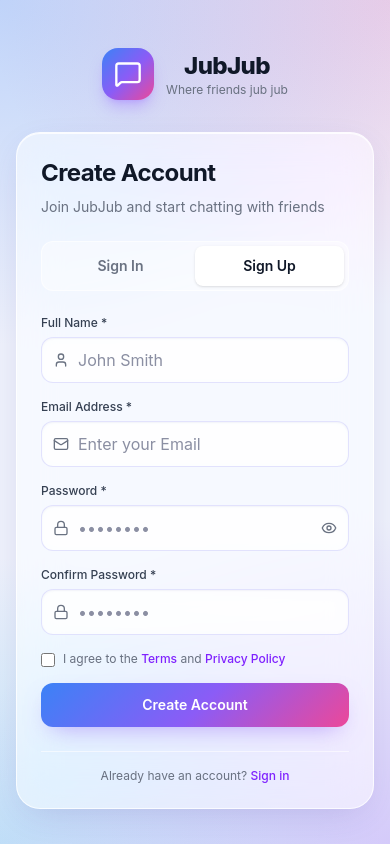 JubJub
Where friends jub jub
Create Account
Join JubJub and start chatting with friends
Sign In
Sign Up
Full Name *
John Smith
Email Address *
Enter your Email
Password *
••••••••
Confirm Password *
••••••••
I agree to the Terms and Privacy Policy
Create Account
Already have an account? Sign in